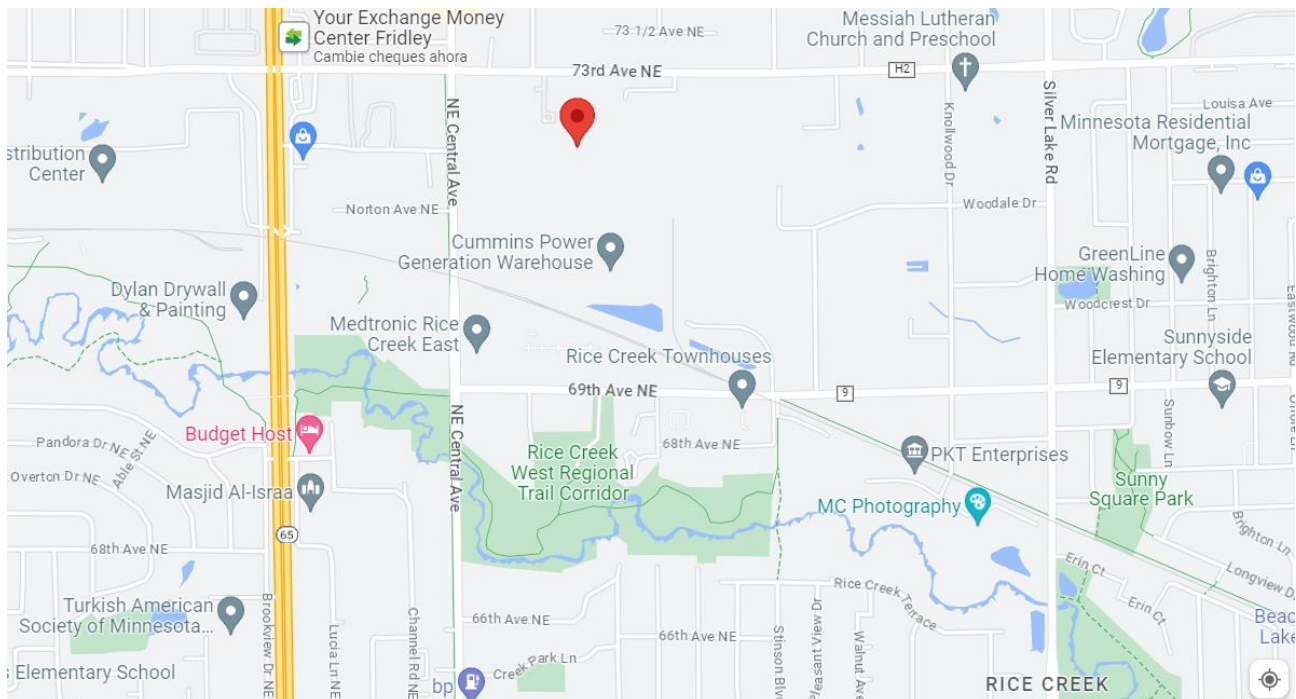 Your Exchange Money
Center Fridley
Cambie cheques ahora
73 1/2 Ave NE
Messiah Lutheran
Church and Preschool
73rd Ave NE
H2
NE Central Ave
Silver Lake Rd
Knollwood Dr
Louisa Ave
Minnesota Residential
Mortgage, Inc
stribution
Center
Norton Ave NE
Woodale Dr
Cummins Power
Generation Warehouse
GreenLine
Home Washing
Brighton Ln
Eastwood Rd
Woodcrest Dr
Dylan Drywall
& Painting
Medtronic Rice
Creek East
Rice Creek Townhouses
Sunnyside
Elementary School
69th Ave NE
9
9
NE Central Ave
Budget Host
Pandora Dr NE
Able St NE
Overton Dr NE
68th Ave NE
Rice Creek
West Regional
Trail Corridor
PKT Enterprises
Sunbow Ln
Masjid Al-Israa
MC Photography
Sunny
Square Park
65
68th Ave NE
Brighton Ln
Erin Ct
Longview D
Rice Creek Terrace
Erin Ct
Turkish American
Society of Minnesota...
Brookview Dr NE
Lucia Ln NE
Channel Rd NE
66th Ave NE
66th Ave NE
Stinson Blv
Pleasant View Dr
Walnut Ave
Beac
Lake
s Elementary School
Creek Park Ln
bp
RICE CREEK